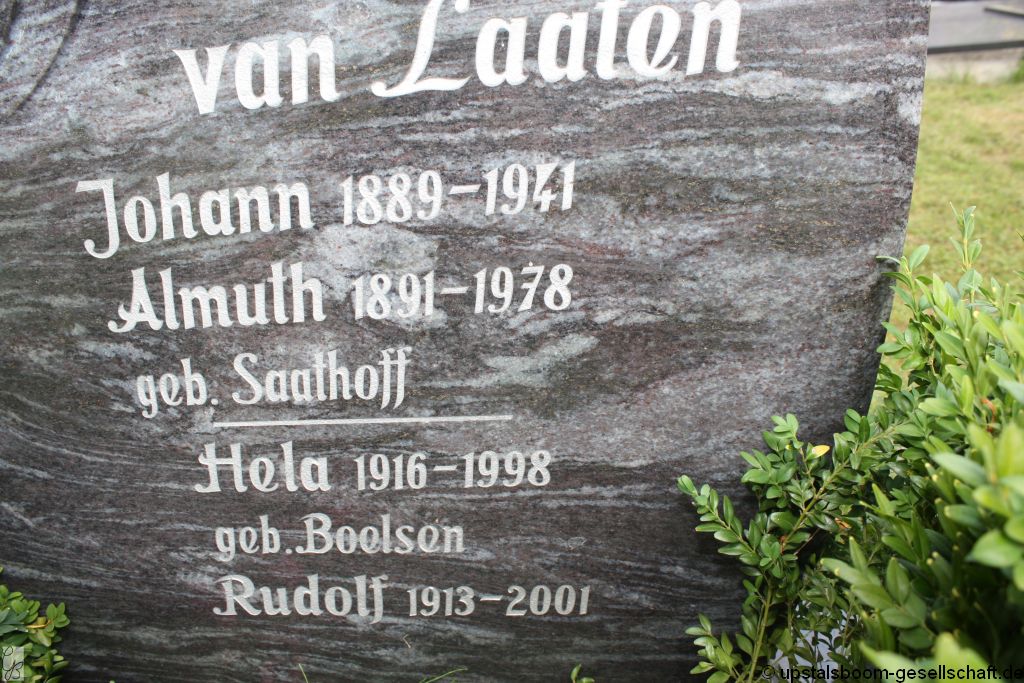 van Laaten
Johann 1889–1941
Almuth 1891–1978
geb. Saathoff
Hela 1916–1998
geb. Boelsen
Rudolf 1913–2001
© upstalsboom-gesellschaft.de